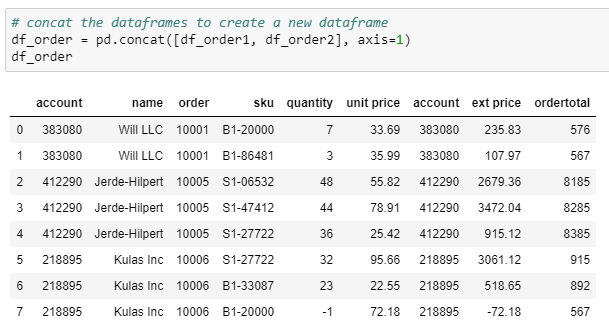 # concat the dataframes to create a new dataframe
df_order = pd.concat([df_order1, df_order2], axis=1)
df_order
account name order sku quantity unit price account ext price ordertotal
0 383080 Will LLC 10001 B1-20000 7 33.69 383080 235.83 576
1 383080 Will LLC 10001 B1-86481 3 35.99 383080 107.97 567
2 412290 Jerde-Hilpert 10005 S1-06532 48 55.82 412290 2679.36 8185
3 412290 Jerde-Hilpert 10005 S1-47412 44 78.91 412290 3472.04 8285
4 412290 Jerde-Hilpert 10005 S1-27722 36 25.42 412290 915.12 8385
5 218895 Kulas Inc 10006 S1-27722 32 95.66 218895 3061.12 915
6 218895 Kulas Inc 10006 B1-33087 23 22.55 218895 518.65 892
7 218895 Kulas Inc 10006 B1-20000 -1 72.18 218895 -72.18 567